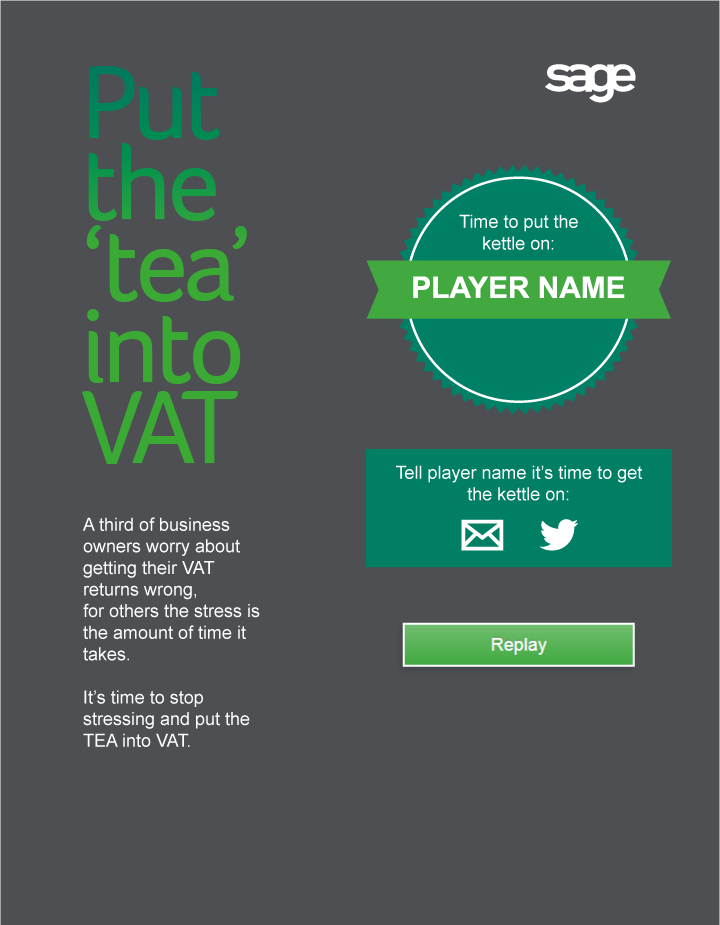 Put
the
‘tea’
into
VAT
A third of business
owners worry about
getting their VAT
returns wrong,
for others the stress is
the amount of time it
takes.
It’s time to stop
stressing and put the
TEA into VAT.
sage
Time to put the
kettle on:
PLAYER NAME
Tell player name it’s time to get
the kettle on:
Replay